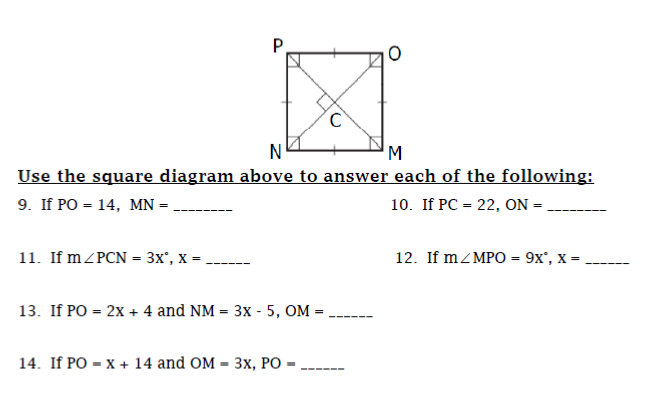 P
O
C
N
M
Use the square diagram above to answer each of the following:
9. If PO = 14, MN = ________
10. If PC = 22, ON = ________
11. If m∠PCN = 3x°, x = ______
12. If m∠MPO = 9x°, x = ______
13. If PO = 2x + 4 and NM = 3x - 5, OM = ______
14. If PO = x + 14 and OM = 3x, PO = ______